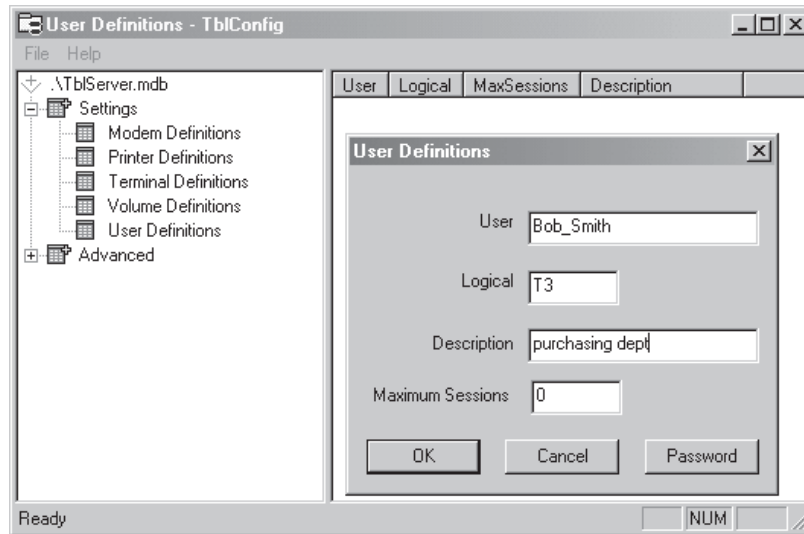 User Definitions - TblConfig
File Help
.\TblServer.mdb
Settings
Modem Definitions
Printer Definitions
Terminal Definitions
Volume Definitions
User Definitions
Advanced
User Logical MaxSessions Description
User Definitions
User Bob_Smith
Logical T3
Description purchasing dept
Maximum Sessions 0
OK Cancel Password
Ready NUM